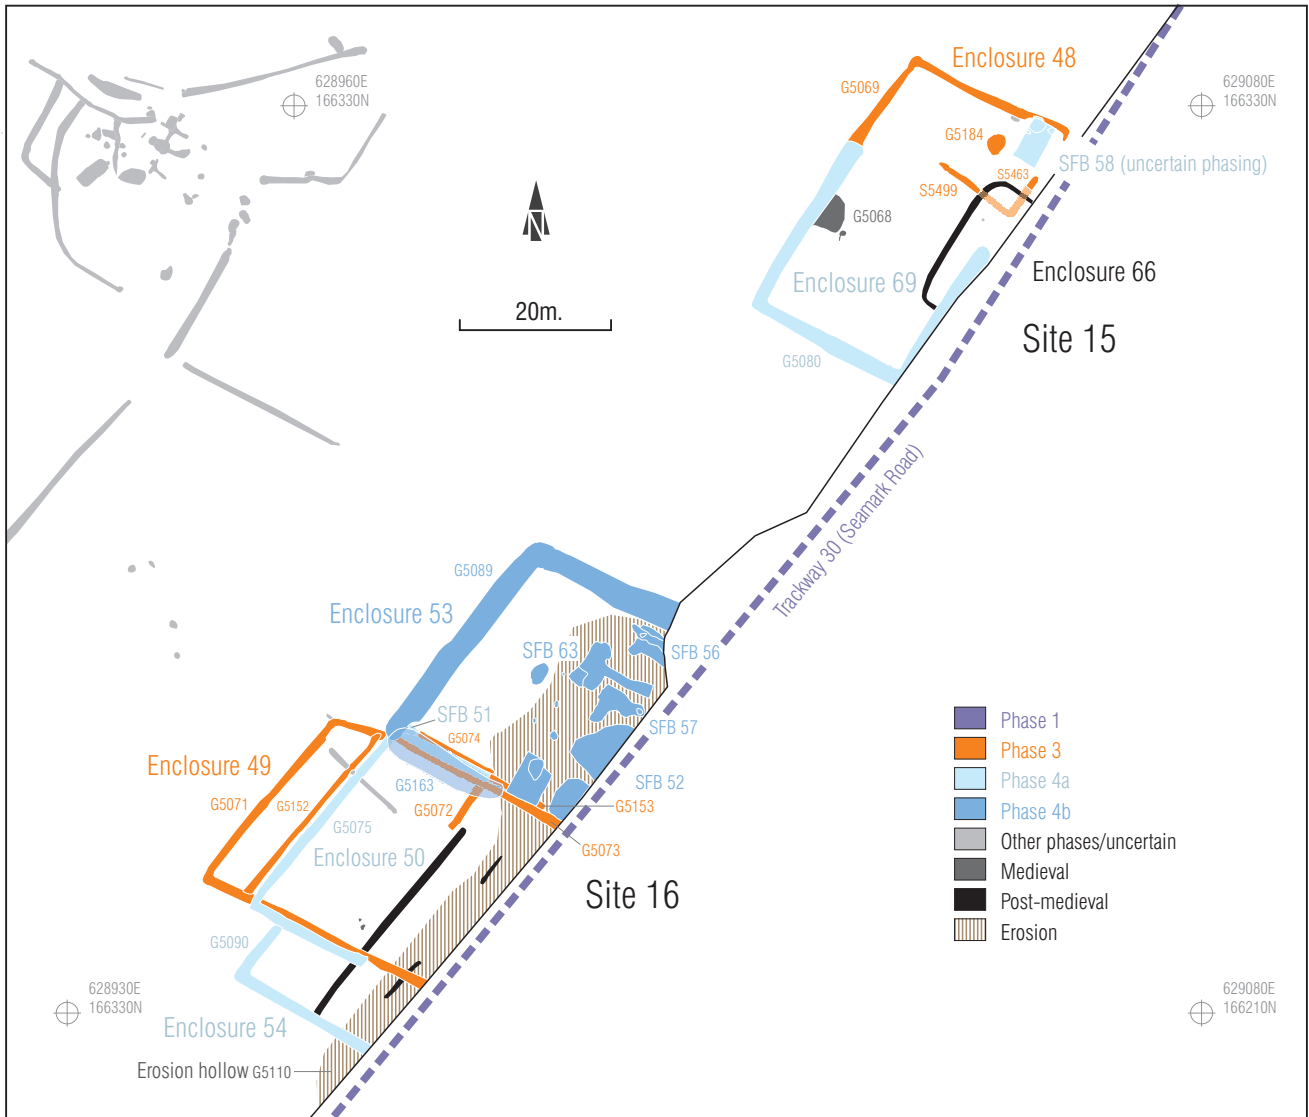 Enclosure 48
628960E
166330N
G5069
629080E
166330N
G5184
SFB 58 (uncertain phasing)
S5463
S5499
N
G5068
Enclosure 69
Enclosure 66
20m.
Site 15
G5080
Trackway 30 (Seamark Road)
G5089
Enclosure 53
SFB 63
SFB 56
SFB 51
G5074
SFB 57
Enclosure 49
G5163
SFB 52
G5071
G5152
G5072
G5153
G5075
G5073
Enclosure 50
Site 16
G5090
628930E
166330N
Enclosure 54
Erosion hollow G5110
Phase 1
Phase 3
Phase 4a
Phase 4b
Other phases/uncertain
Medieval
Post-medieval
Erosion
629080E
166210N